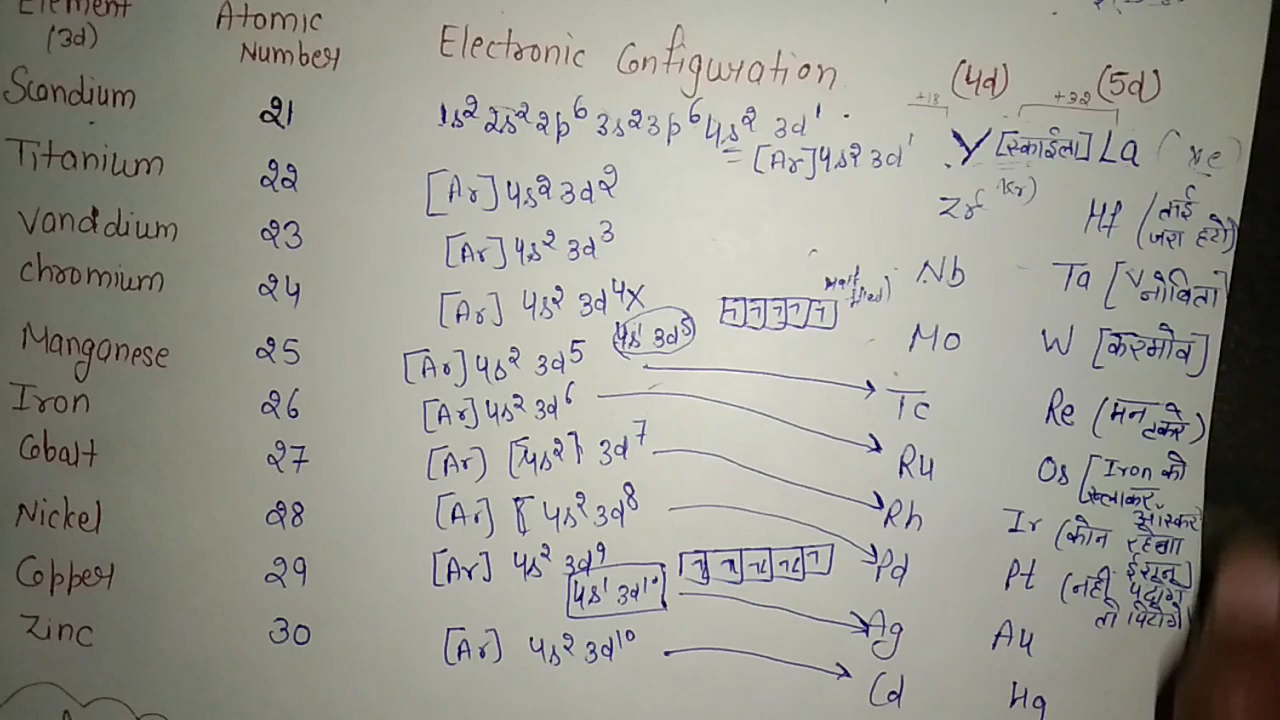 Element Atomic
(3d) Number Electronic Configuration (4d) (5d)
+18 +32
Scandium 21 1s² 2s² 2p⁶ 3s² 3p⁶ 4s² 3d¹
= [Ar] 4s² 3d¹ Y [स्काईला] La (xe)
Titanium 22 [Ar] 4s² 3d² Zr (Kr) Hf (ताई
जरा हटो)
Vanadium 23 [Ar] 4s² 3d³ Nb Ta [V नोबिता]
chromium 24 [Ar] 4s² 3d⁴ X Mo W [करमोव]
4s¹ 3d⁵
Manganese 25 [Ar] 4s² 3d⁵ Tc Re (मन टकरे)
Iron 26 [Ar] 4s² 3d⁶ Ru Os [Iron को
Cobalt 27 [Ar] [4s²] 3d⁷ Rh Ir (कोन
Nickel 28 [Ar] [4s² 3d⁸ Pd Pt (नही
तो पिटोगे)
Copper 29 [Ar] 4s² 3d⁹ Ag Au
4s¹ 3d¹⁰
Zinc 30 [Ar] 4s² 3d¹⁰ Cd Hg